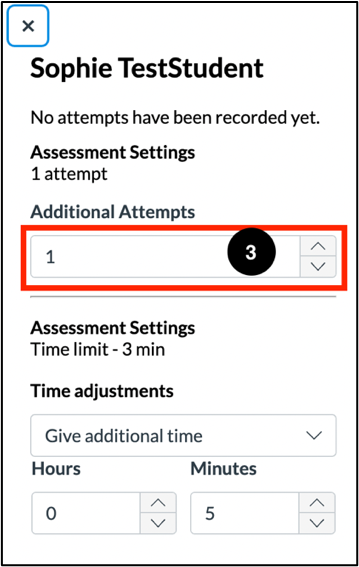 ×
Sophie TestStudent
No attempts have been recorded yet.
Assessment Settings
1 attempt
Additional Attempts
1
3
Assessment Settings
Time limit - 3 min
Time adjustments
Give additional time
Hours Minutes
0 5